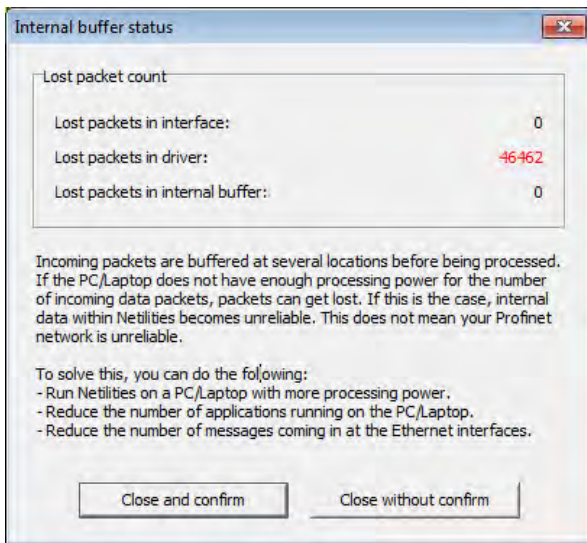 Internal buffer status
Lost packet count
Lost packets in interface: 0
Lost packets in driver: 46462
Lost packets in internal buffer: 0
Incoming packets are buffered at several locations before being processed.
If the PC/Laptop does not have enough processing power for the number
of incoming data packets, packets can get lost. If this is the case, internal
data within Netilities becomes unreliable. This does not mean your Profinet
network is unreliable.
To solve this, you can do the following:
- Run Netilities on a PC/Laptop with more processing power.
- Reduce the number of applications running on the PC/Laptop.
- Reduce the number of messages coming in at the Ethernet interfaces.
Close and confirm Close without confirm